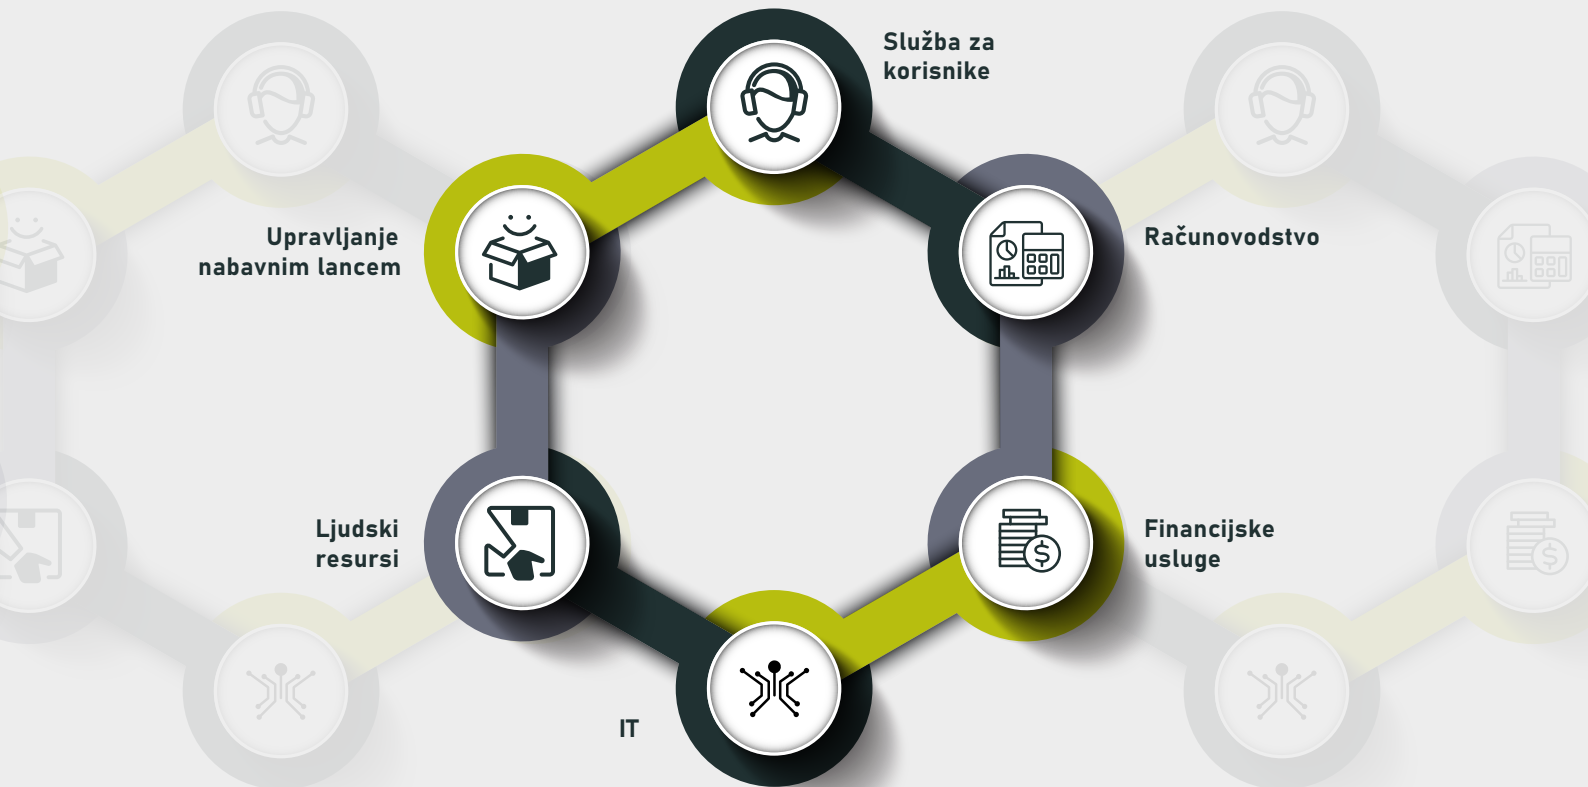 Služba za
korisnike
Upravljanje
nabavnim lancem
Računovodstvo
Ljudski
resursi
Financijske
usluge
IT